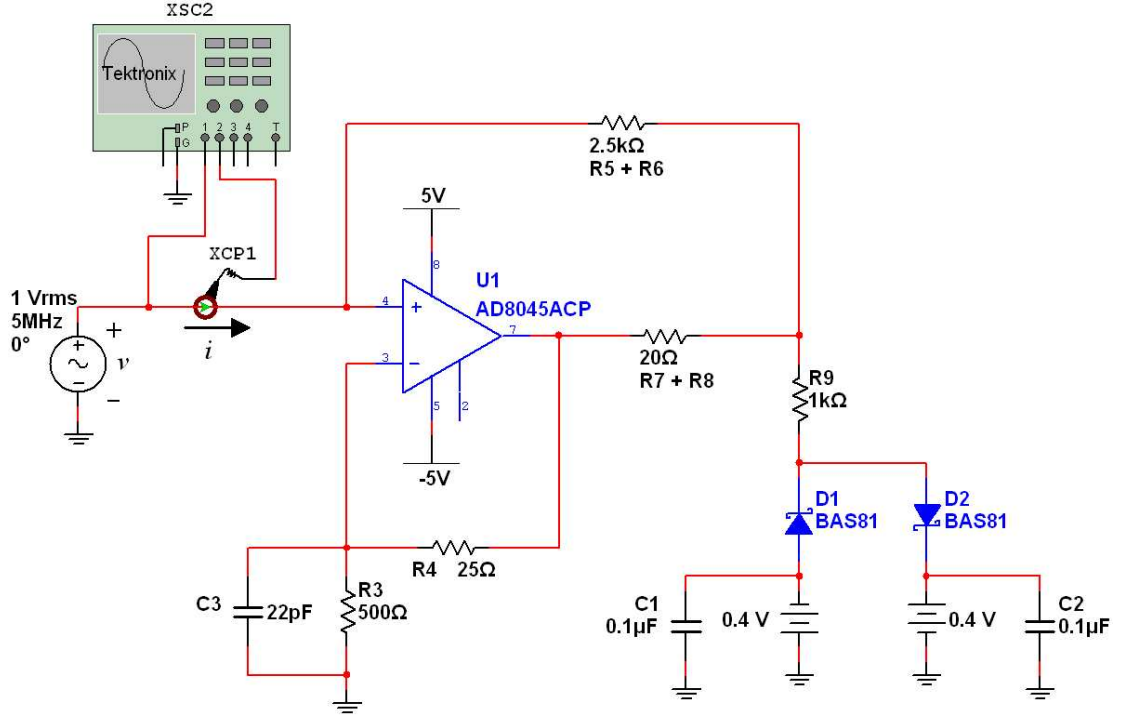 XSC2
Tektronix
P
G
1 2 3 4
T
2.5kΩ
R5 + R6
5V
XCP1
8
U1
AD8045ACP
1 Vrms
5MHz
0°
+
v
−
i
4
+
7
3
−
5
2
20Ω
R7 + R8
R9
1kΩ
-5V
D1
BAS81
D2
BAS81
R4 25Ω
C3
22pF
R3
500Ω
C1
0.1µF
0.4 V
0.4 V
C2
0.1µF